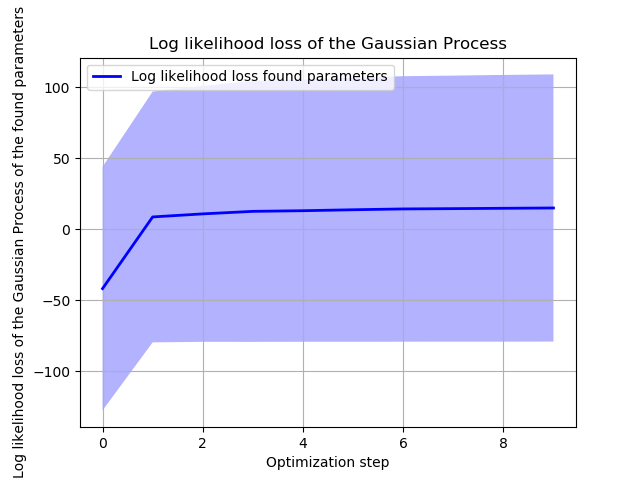 Log likelihood loss of the Gaussian Process
Log likelihood loss found parameters
Log likelihood loss of the Gaussian Process of the found parameters
100
50
0
−50
−100
0 2 4 6 8
Optimization step